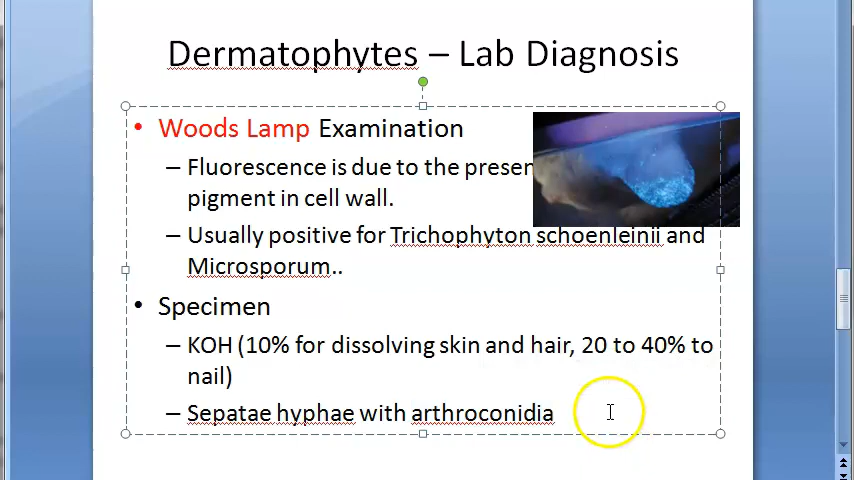 Dermatophytes – Lab Diagnosis
• Woods Lamp Examination
– Fluorescence is due to the presen
pigment in cell wall.
– Usually positive for Trichophyton schoenleinii and
Microsporum..
• Specimen
– KOH (10% for dissolving skin and hair, 20 to 40% to
nail)
– Sepatae hyphae with arthroconidia